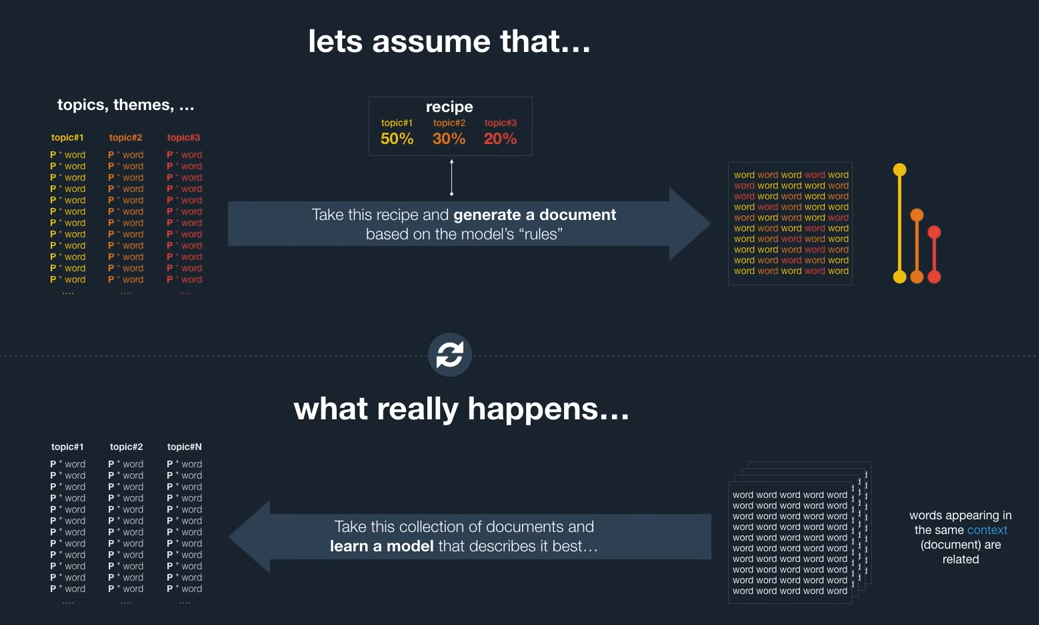 lets assume that...
topics, themes, ...
topic#1 topic#2 topic#3
P * word P * word P * word
P * word P * word P * word
P * word P * word P * word
P * word P * word P * word
P * word P * word P * word
P * word P * word P * word
P * word P * word P * word
P * word P * word P * word
P * word P * word P * word
P * word P * word P * word
P * word P * word P * word
P * word P * word P * word
.... .... ....
recipe
topic#1 topic#2 topic#3
50% 30% 20%
Take this recipe and generate a document
based on the model's “rules”
word word word word word
word word word word word
word word word word word
word word word word word
word word word word word
word word word word word
word word word word word
word word word word word
word word word word word
word word word word word
what really happens...
topic#1 topic#2 topic#N
P * word P * word P * word
P * word P * word P * word
P * word P * word P * word
P * word P * word P * word
P * word P * word P * word
P * word P * word P * word
P * word P * word P * word
P * word P * word P * word
P * word P * word P * word
P * word P * word P * word
P * word P * word P * word
P * word P * word P * word
.... .... ....
Take this collection of documents and
learn a model that describes it best...
word word word word word
word word word word word
word word word word word
word word word word word
word word word word word
word word word word word
word word word word word
word word word word word
word word word word word
word word word word word
words appearing in
the same context
(document) are
related